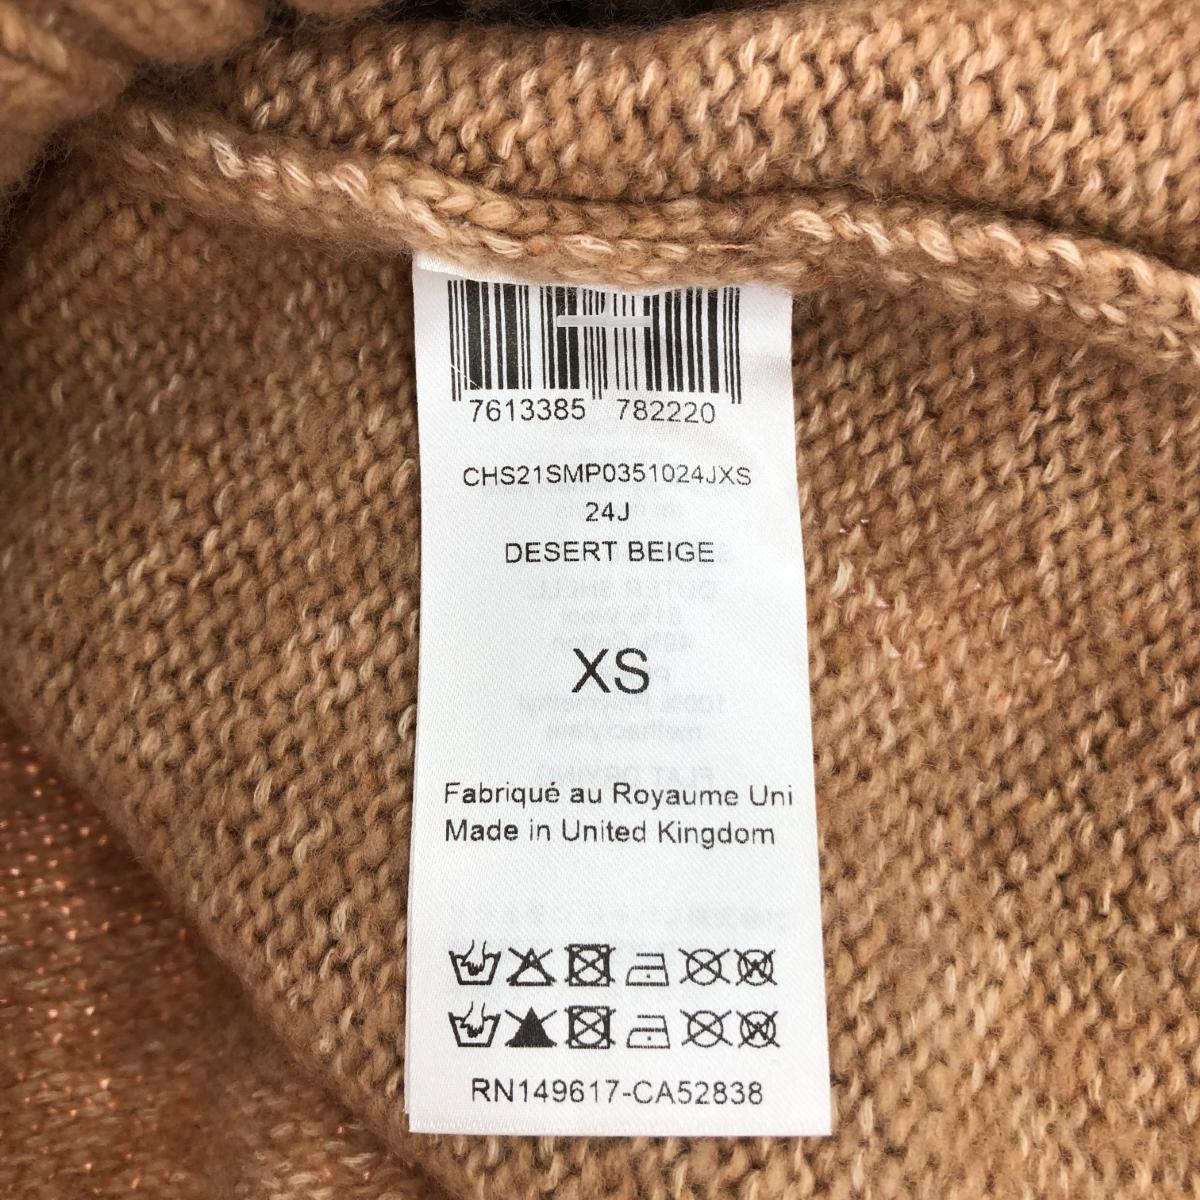 7613385 782220
CHS21SMP0351024JXS
24J
DESERT BEIGE
XS
Fabriqué au Royaume Uni
Made in United Kingdom
RN149617-CA52838